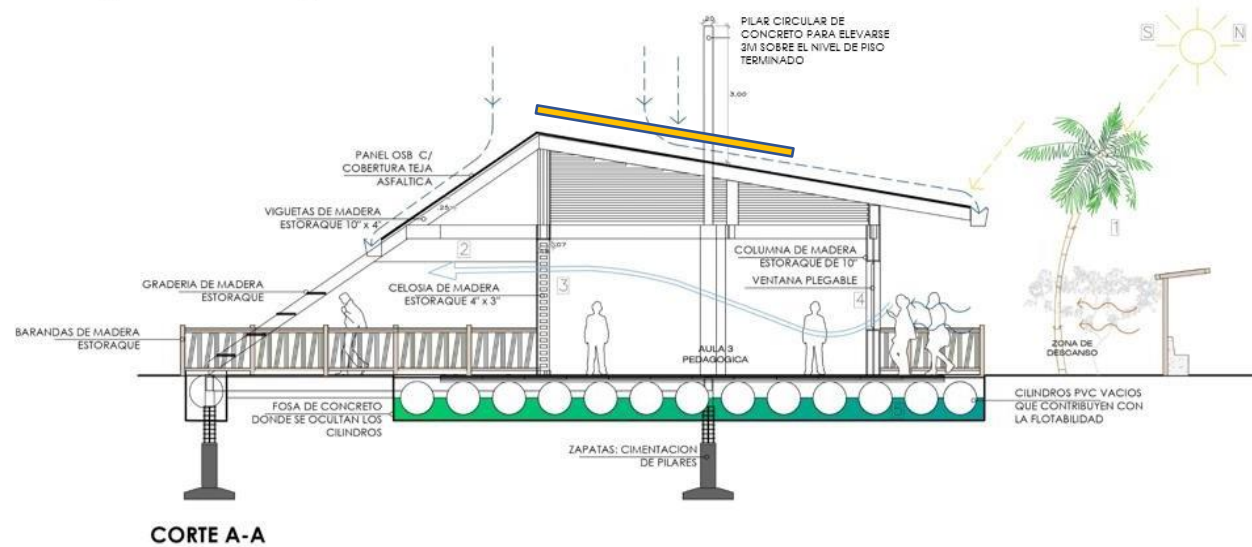 .20
PILAR CIRCULAR DE
CONCRETO PARA ELEVARSE
3M SOBRE EL NIVEL DE PISO
TERMINADO
S
N
3.00
PANEL OSB C/
COBERTURA TEJA
ASFALTICA
.25
VIGUETAS DE MADERA
ESTORAQUE 10" x 4"
1
2
.07
COLUMNA DE MADERA
ESTORAQUE DE 10"
GRADERIA DE MADERA
ESTORAQUE
CELOSIA DE MADERA
ESTORAQUE 4" x 3"
3
VENTANA PLEGABLE
4
BARANDAS DE MADERA
ESTORAQUE
AULA 3
PEDAGOGICA
ZONA DE
DESCANSO
FOSA DE CONCRETO
DONDE SE OCULTAN LOS
CILINDROS
5
CILINDROS PVC VACIOS
QUE CONTRIBUYEN CON
LA FLOTABILIDAD
ZAPATAS: CIMENTACION
DE PILARES
CORTE A-A